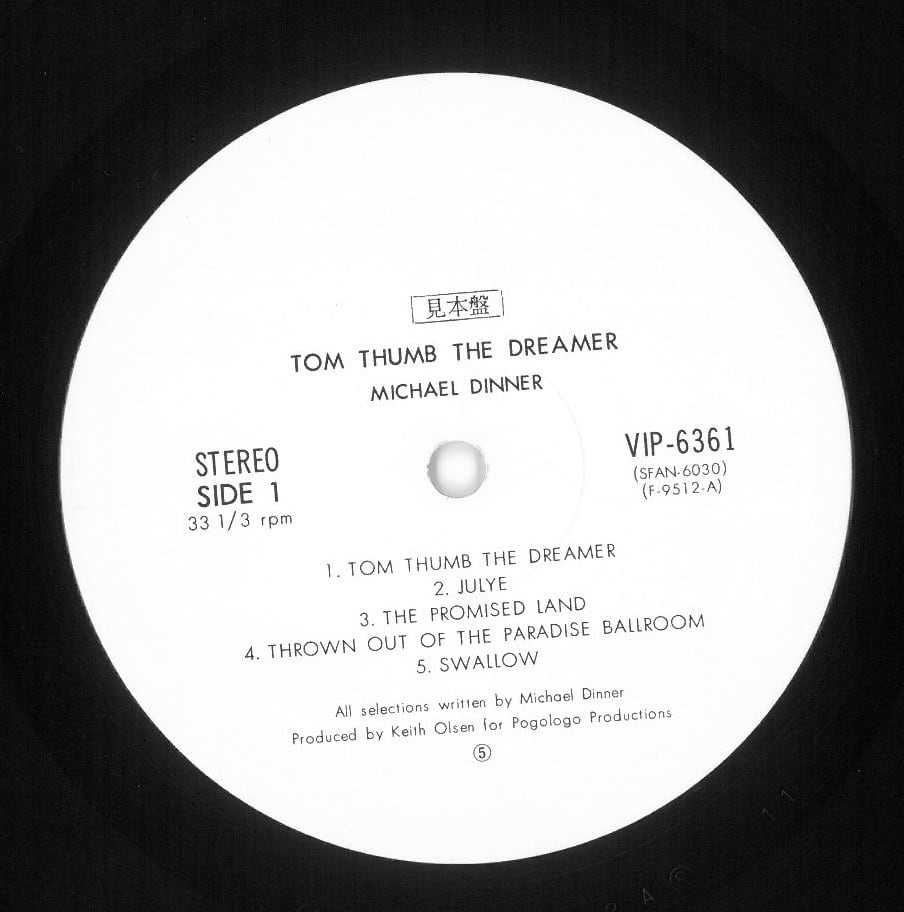 見本盤
TOM THUMB THE DREAMER
MICHAEL DINNER
STEREO
SIDE 1
33 1/3 rpm
VIP-6361
(SFAN-6030)
(F-9512-A)
1. TOM THUMB THE DREAMER
2. JULYE
3. THE PROMISED LAND
4. THROWN OUT OF THE PARADISE BALLROOM
5. SWALLOW
All selections written by Michael Dinner
Produced by Keith Olsen for Pogologo Productions
⑤